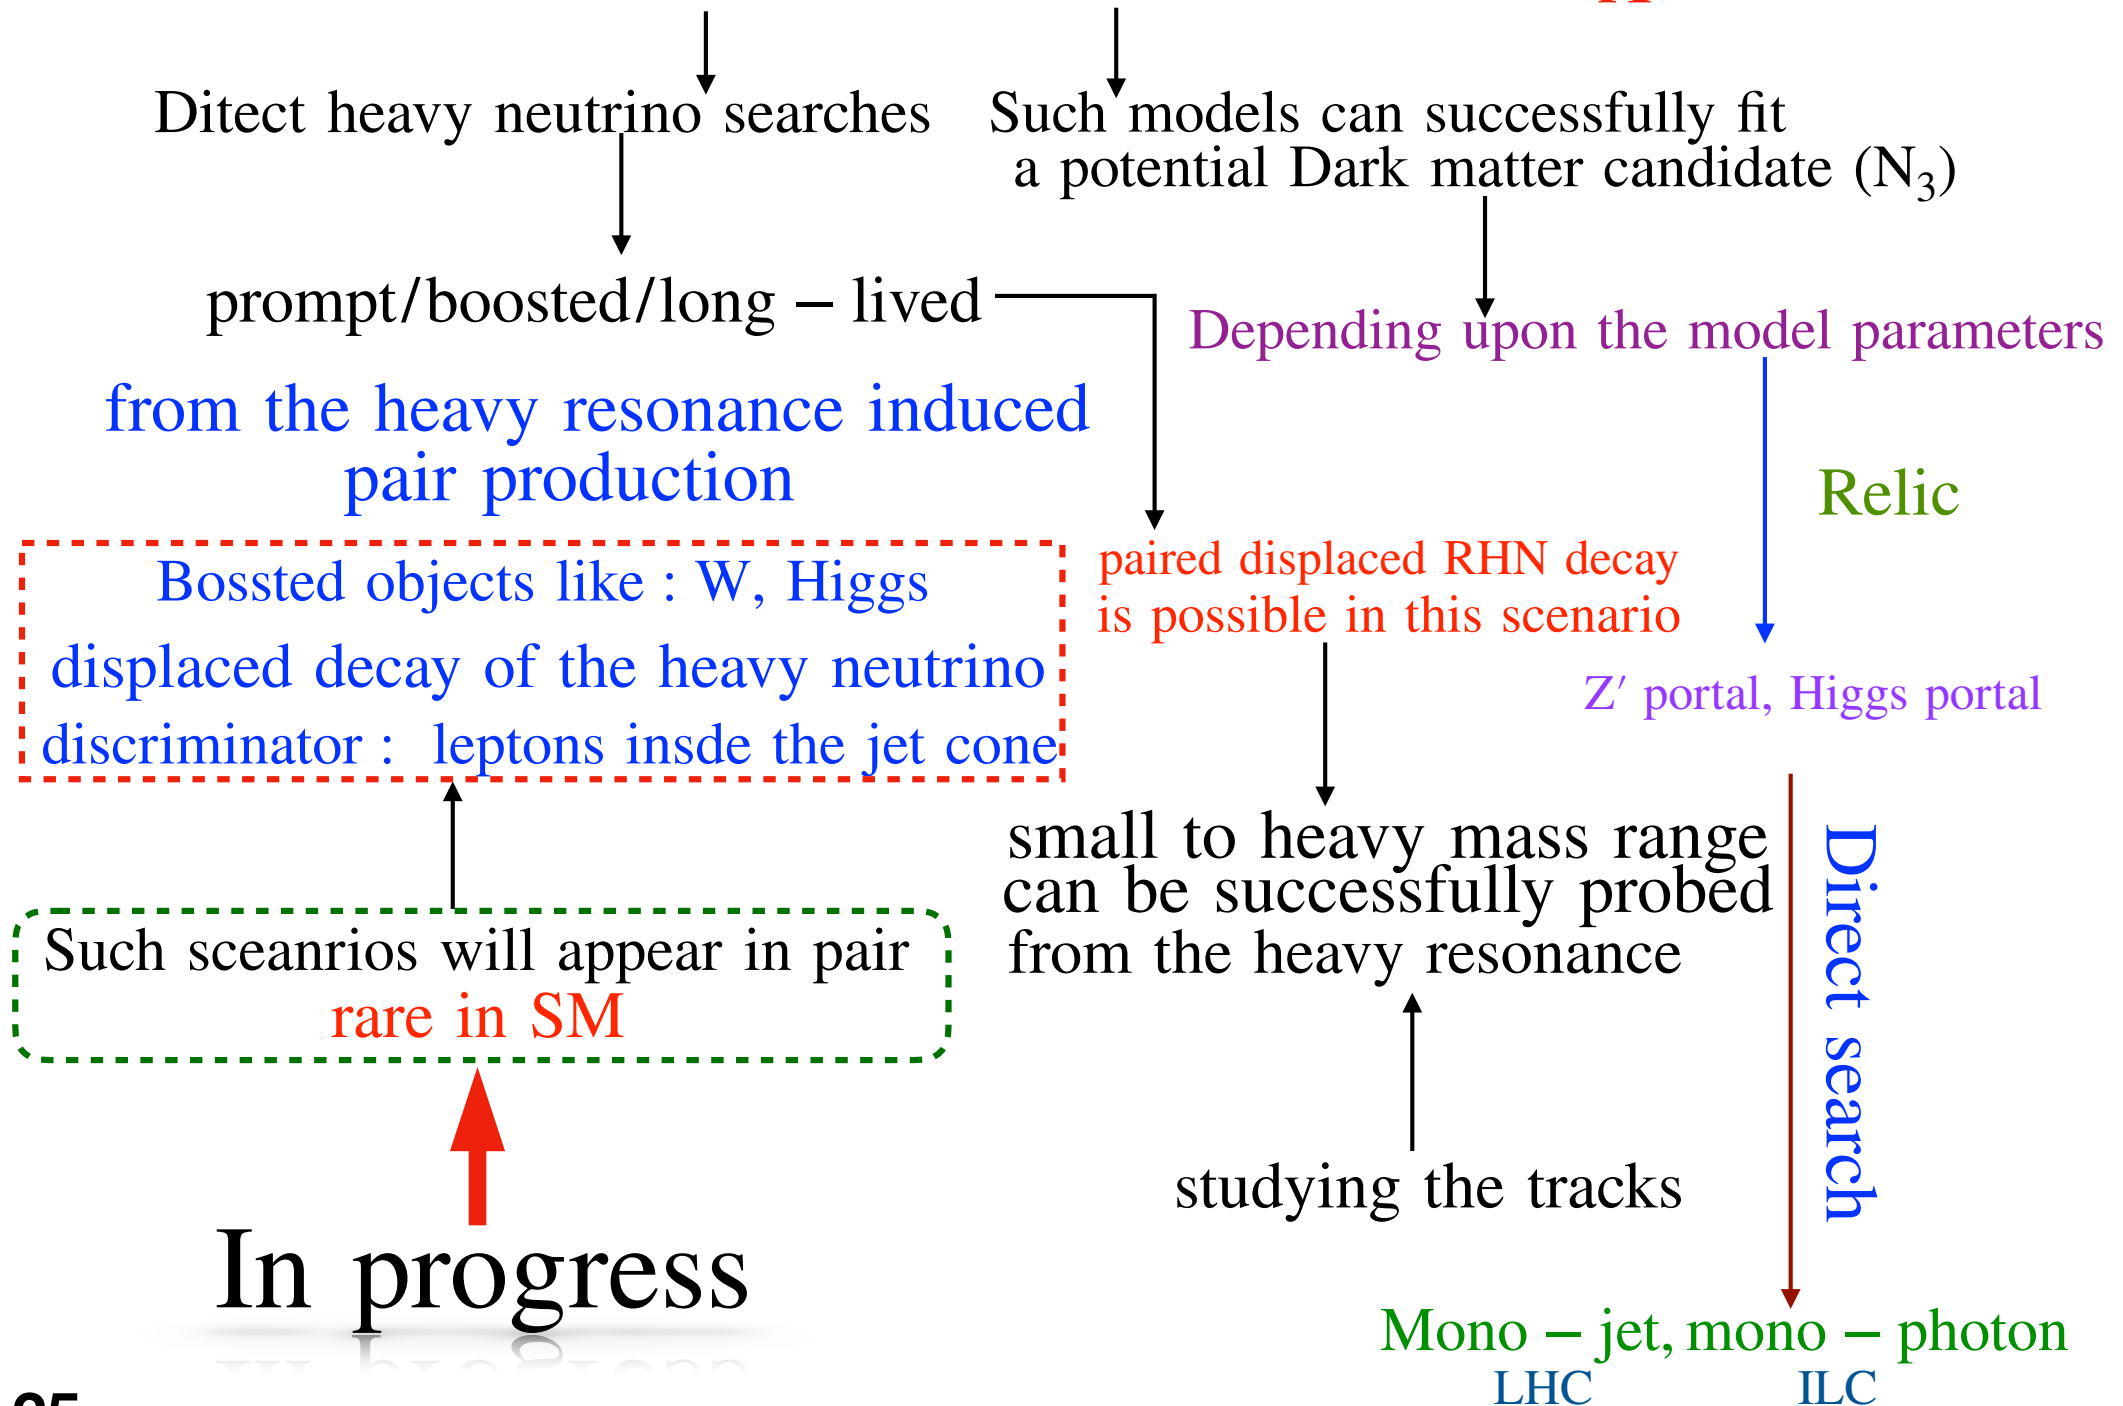 Ditect heavy neutrino searches
Such models can successfully fit
a potential Dark matter candidate (N₃)
prompt/boosted/long – lived
Depending upon the model parameters
from the heavy resonance induced
pair production
Relic
Bossted objects like : W, Higgs
displaced decay of the heavy neutrino
discriminator : leptons insde the jet cone
paired displaced RHN decay
is possible in this scenario
Z′ portal, Higgs portal
small to heavy mass range
can be successfully probed
from the heavy resonance
Direct search
Such sceanrios will appear in pair
rare in SM
studying the tracks
In progress
Mono – jet, mono – photon
LHC ILC